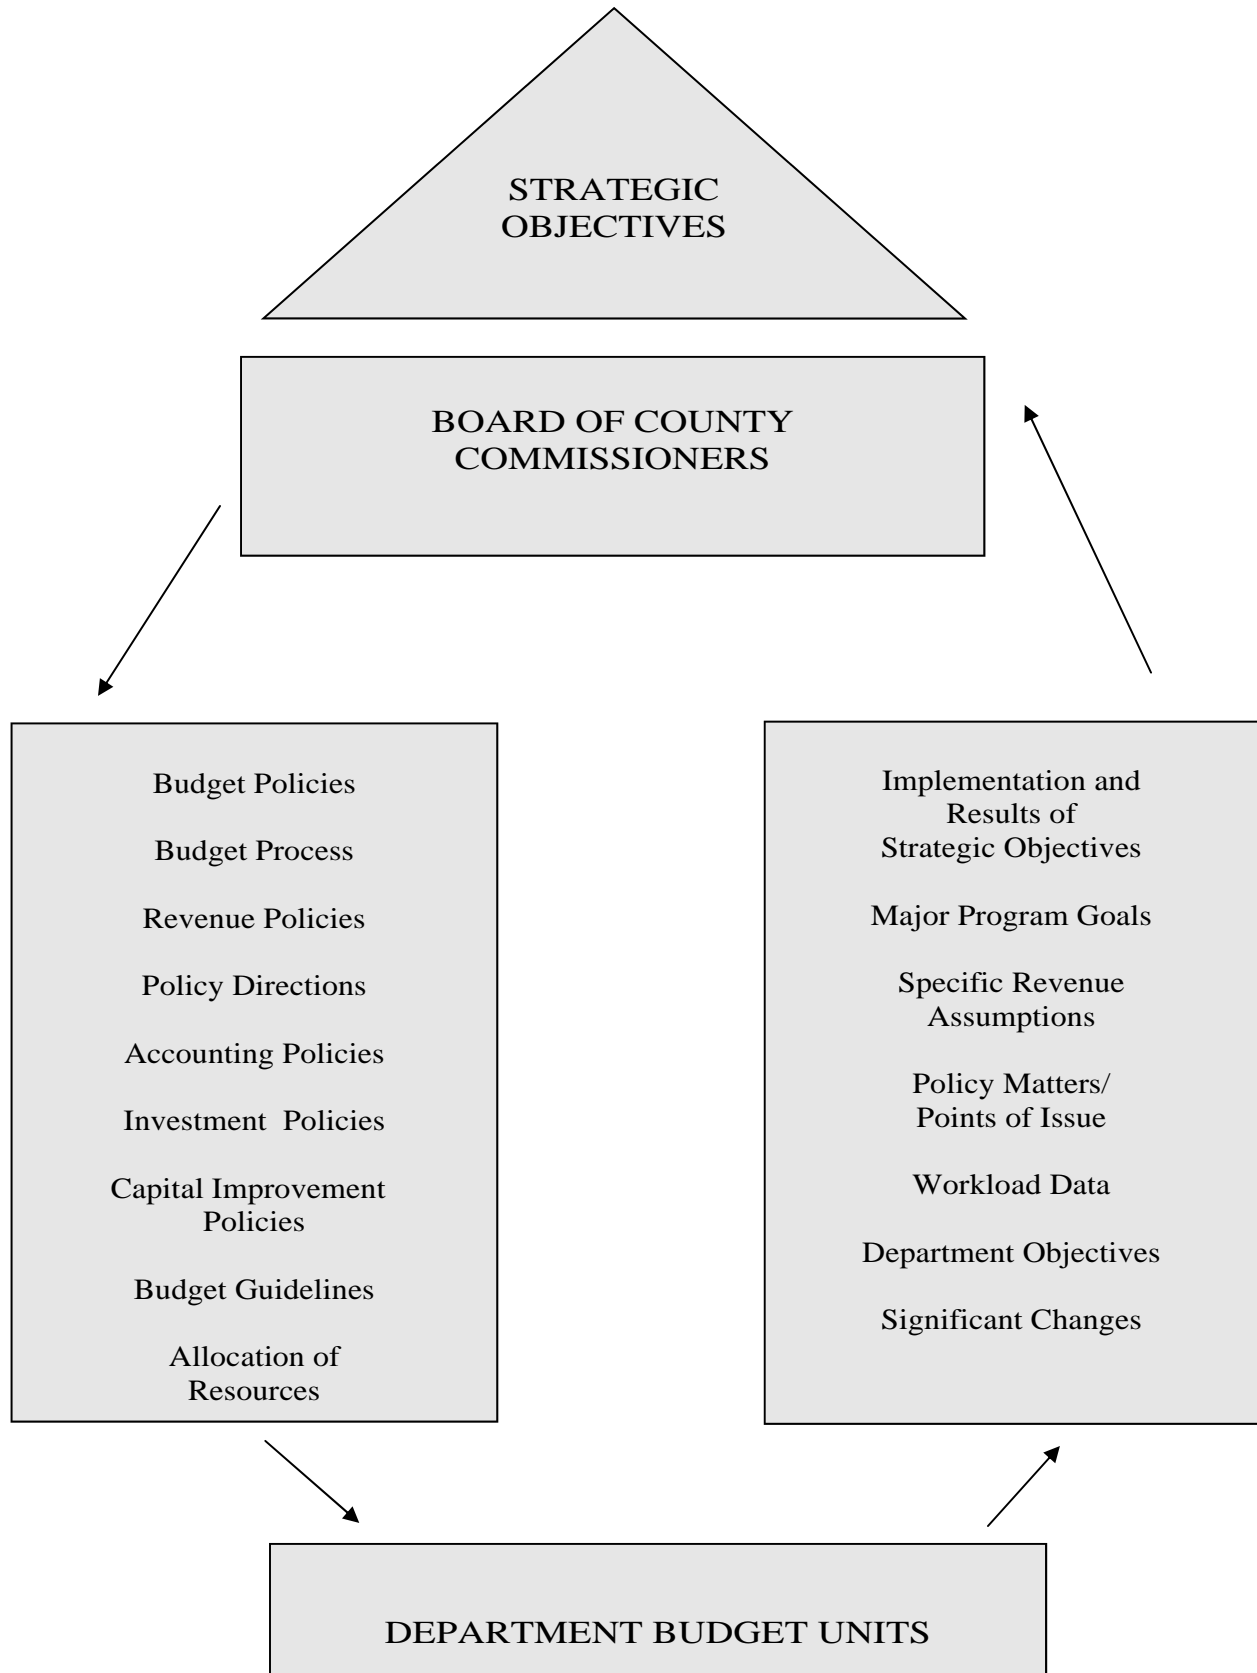 STRATEGIC
OBJECTIVES
BOARD OF COUNTY
COMMISSIONERS
Budget Policies
Budget Process
Revenue Policies
Policy Directions
Accounting Policies
Investment  Policies
Capital Improvement
Policies
Budget Guidelines
Allocation of
Resources
Implementation and
Results of
Strategic Objectives
Major Program Goals
Specific Revenue
Assumptions
Policy Matters/
Points of Issue
Workload Data
Department Objectives
Significant Changes
DEPARTMENT BUDGET UNITS